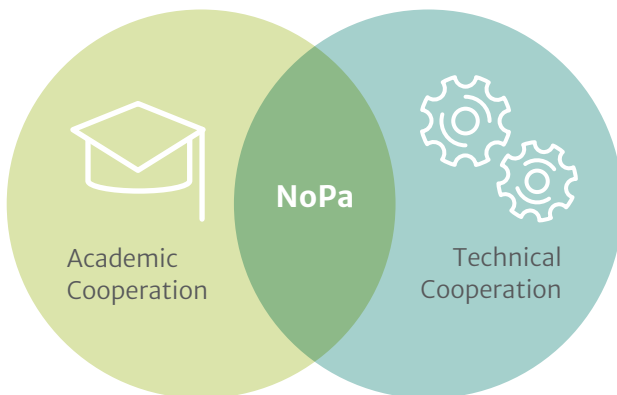 NoPa
Academic
Cooperation
Technical
Cooperation